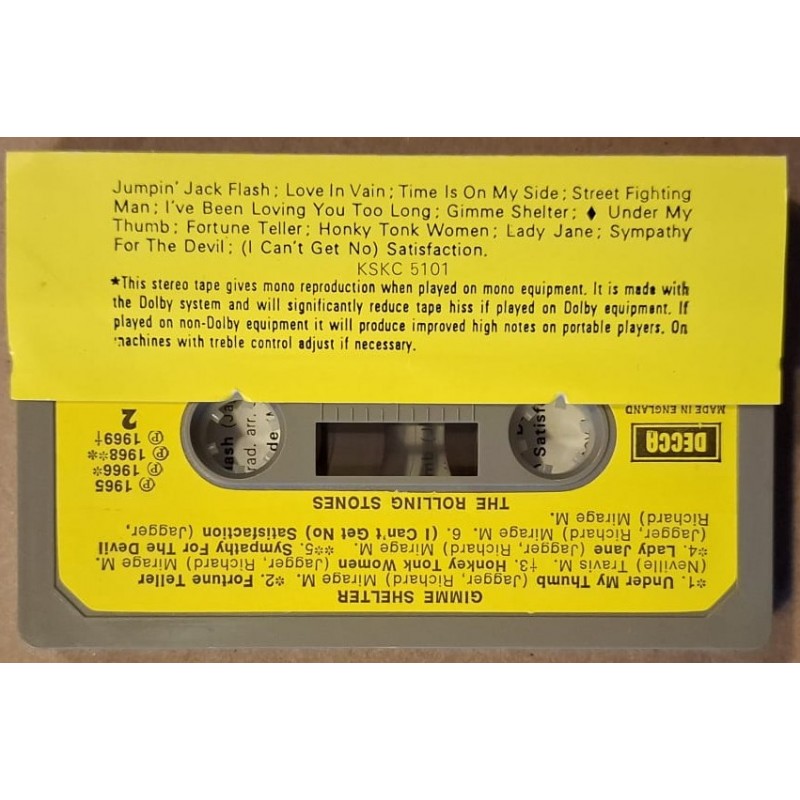 Jumpin' Jack Flash; Love In Vain; Time Is On My Side; Street Fighting
Man; I've Been Loving You Too Long; Gimme Shelter; ♦ Under My
Thumb; Fortune Teller; Honky Tonk Women; Lady Jane; Sympathy
For The Devil; (I Can't Get No) Satisfaction.
KSKC 5101
★This stereo tape gives mono reproduction when played on mono equipment. It is made with
the Dolby system and will significantly reduce tape hiss if played on Dolby equipment. If
played on non-Dolby equipment it will produce improved high notes on portable players. On
machines with treble control adjust if necessary.
GIMME SHELTER
*1. Under My Thumb (Jagger, Richard) Mirage M. *2. Fortune Teller
(Neville) Travis M. †3. Honkey Tonk Women (Jagger, Richard) Mirage M.
*4. Lady Jane (Jagger, Richard) Mirage M. **5. Sympathy For The Devil
(Jagger, Richard) Mirage M. 6. (I Can't Get No) Satisfaction (Jagger,
Richard) Mirage M.
THE ROLLING STONES
DECCA
MADE IN ENGLAND
℗ 1965
℗ 1966*
℗ 1968**
℗ 1969†
2